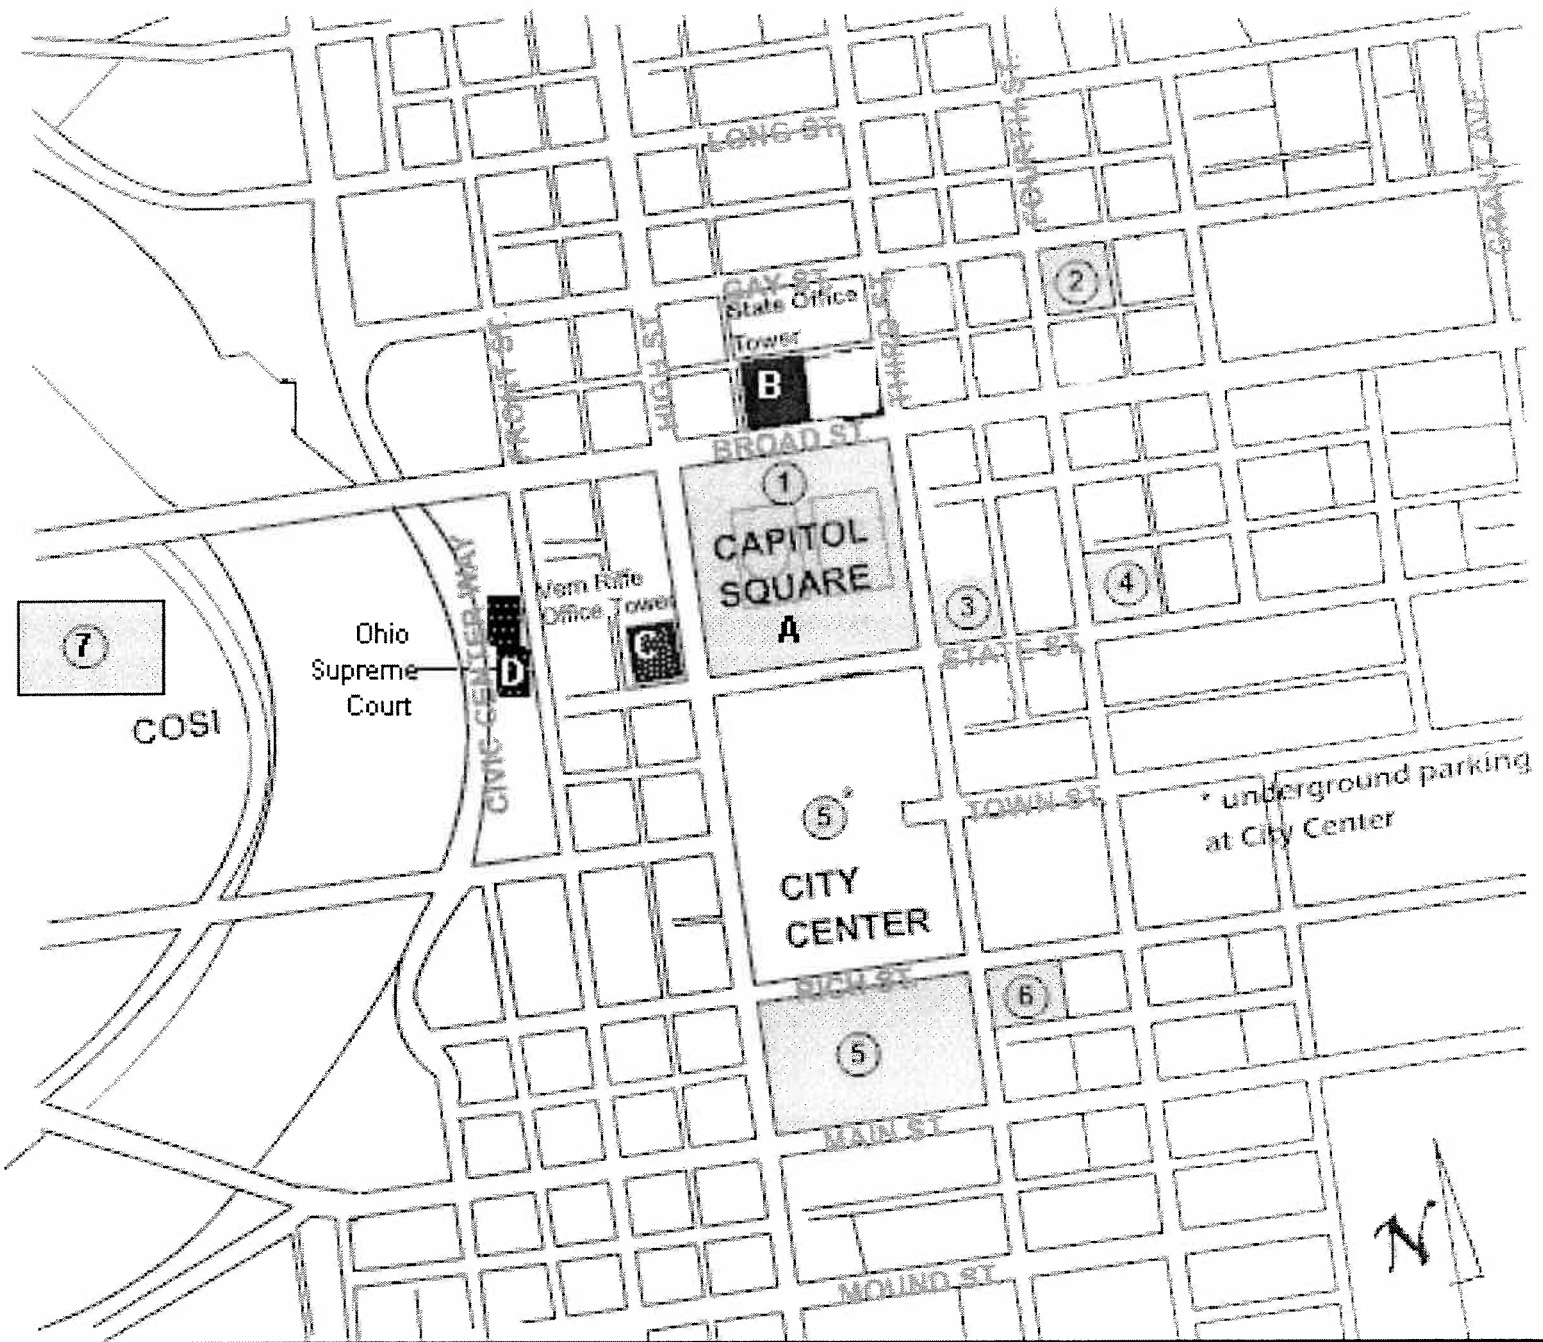 LONG ST.
FOURTH ST.
GRANT AVE
GAY ST.
2
State Office
Tower
FRONT ST.
HIGH ST.
THIRD ST.
B
BROAD ST.
1
CAPITOL
SQUARE
A
CIVIC CENTER WAY
Vern Riffe
Office Tower
C
3
4
STATE ST.
7
COSI
Ohio
Supreme
Court
D
5 *
TOWN ST.
* underground parking
at City Center
CITY
CENTER
RICH ST.
6
5
MAIN ST.
MOUND ST.
N